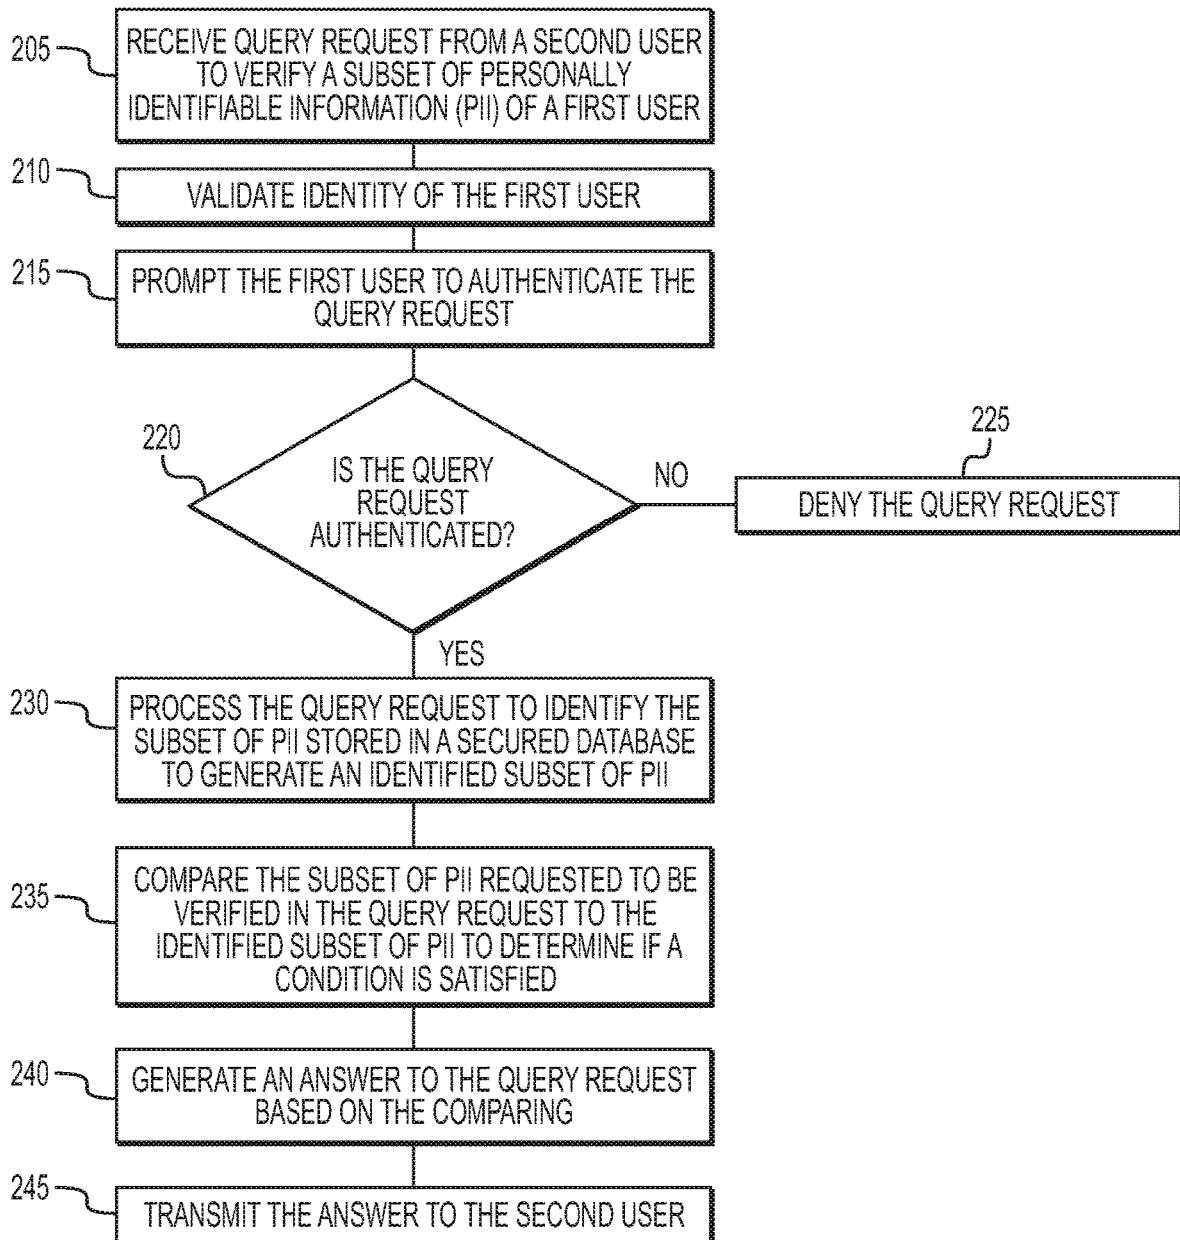 205
RECEIVE QUERY REQUEST FROM A SECOND USER
TO VERIFY A SUBSET OF PERSONALLY
IDENTIFIABLE INFORMATION (PII) OF A FIRST USER
210
VALIDATE IDENTITY OF THE FIRST USER
215
PROMPT THE FIRST USER TO AUTHENTICATE THE
QUERY REQUEST
220
IS THE QUERY
REQUEST
AUTHENTICATED?
NO
225
DENY THE QUERY REQUEST
YES
230
PROCESS THE QUERY REQUEST TO IDENTIFY THE
SUBSET OF PII STORED IN A SECURED DATABASE
TO GENERATE AN IDENTIFIED SUBSET OF PII
235
COMPARE THE SUBSET OF PII REQUESTED TO BE
VERIFIED IN THE QUERY REQUEST TO THE
IDENTIFIED SUBSET OF PII TO DETERMINE IF A
CONDITION IS SATISFIED
240
GENERATE AN ANSWER TO THE QUERY REQUEST
BASED ON THE COMPARING
245
TRANSMIT THE ANSWER TO THE SECOND USER